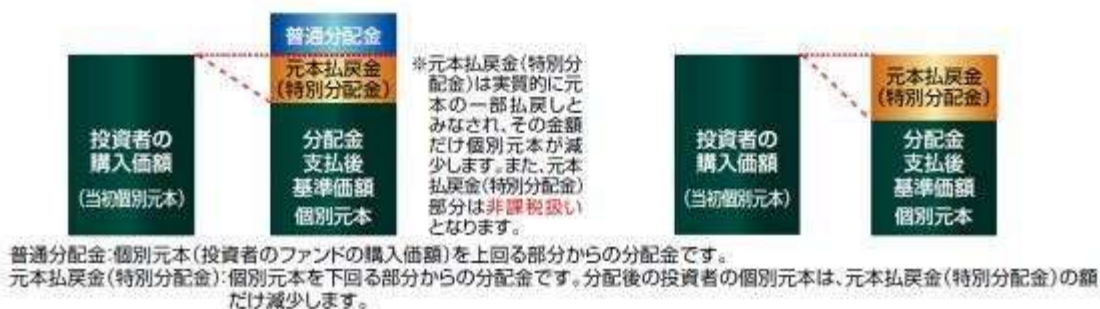 普通分配金
元本払戻金
(特別分配金)
投資者の
購入価額
(当初個別元本)
分配金
支払後
基準価額
個別元本
※元本払戻金(特別分
配金)は実質的に元
本の一部払戻しと
みなされ、その金額
だけ個別元本が減
少します。また、元本
払戻金(特別分配金)
部分は非課税扱い
となります。
投資者の
購入価額
(当初個別元本)
元本払戻金
(特別分配金)
分配金
支払後
基準価額
個別元本
普通分配金:個別元本(投資者のファンドの購入価額)を上回る部分からの分配金です。
元本払戻金(特別分配金):個別元本を下回る部分からの分配金です。分配後の投資者の個別元本は、元本払戻金(特別分配金)の額
だけ減少します。